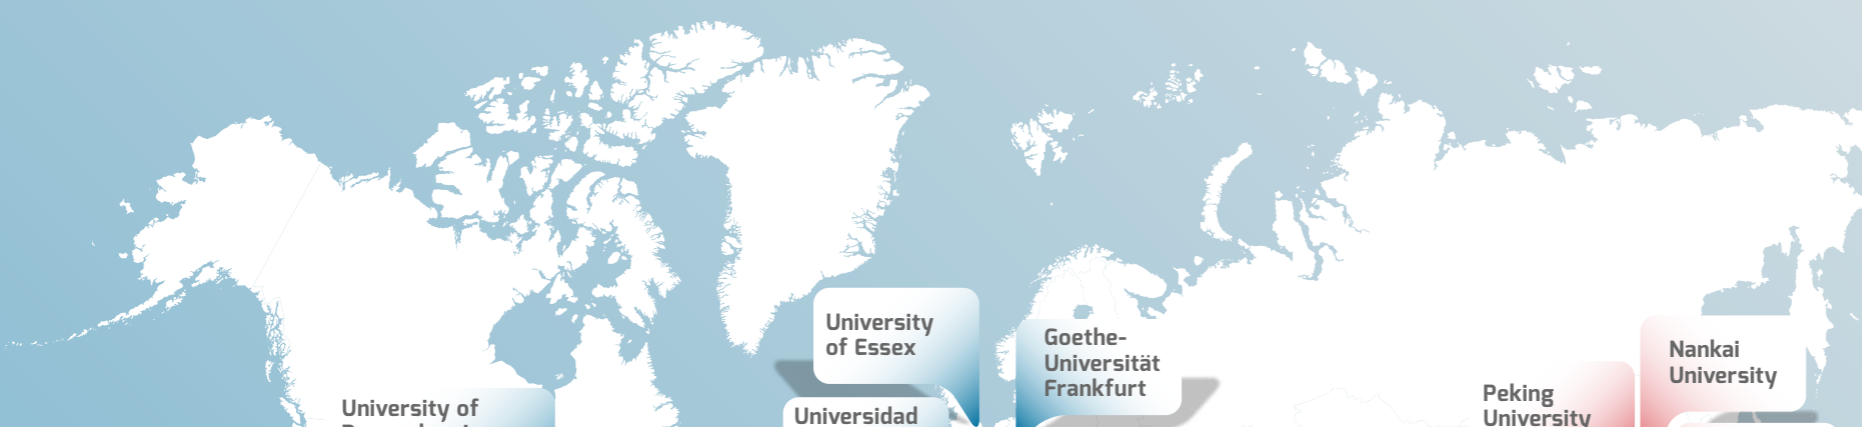 University
of Essex
Goethe-
Universität
Frankfurt
Nankai
University
Peking
University
University of
Universidad